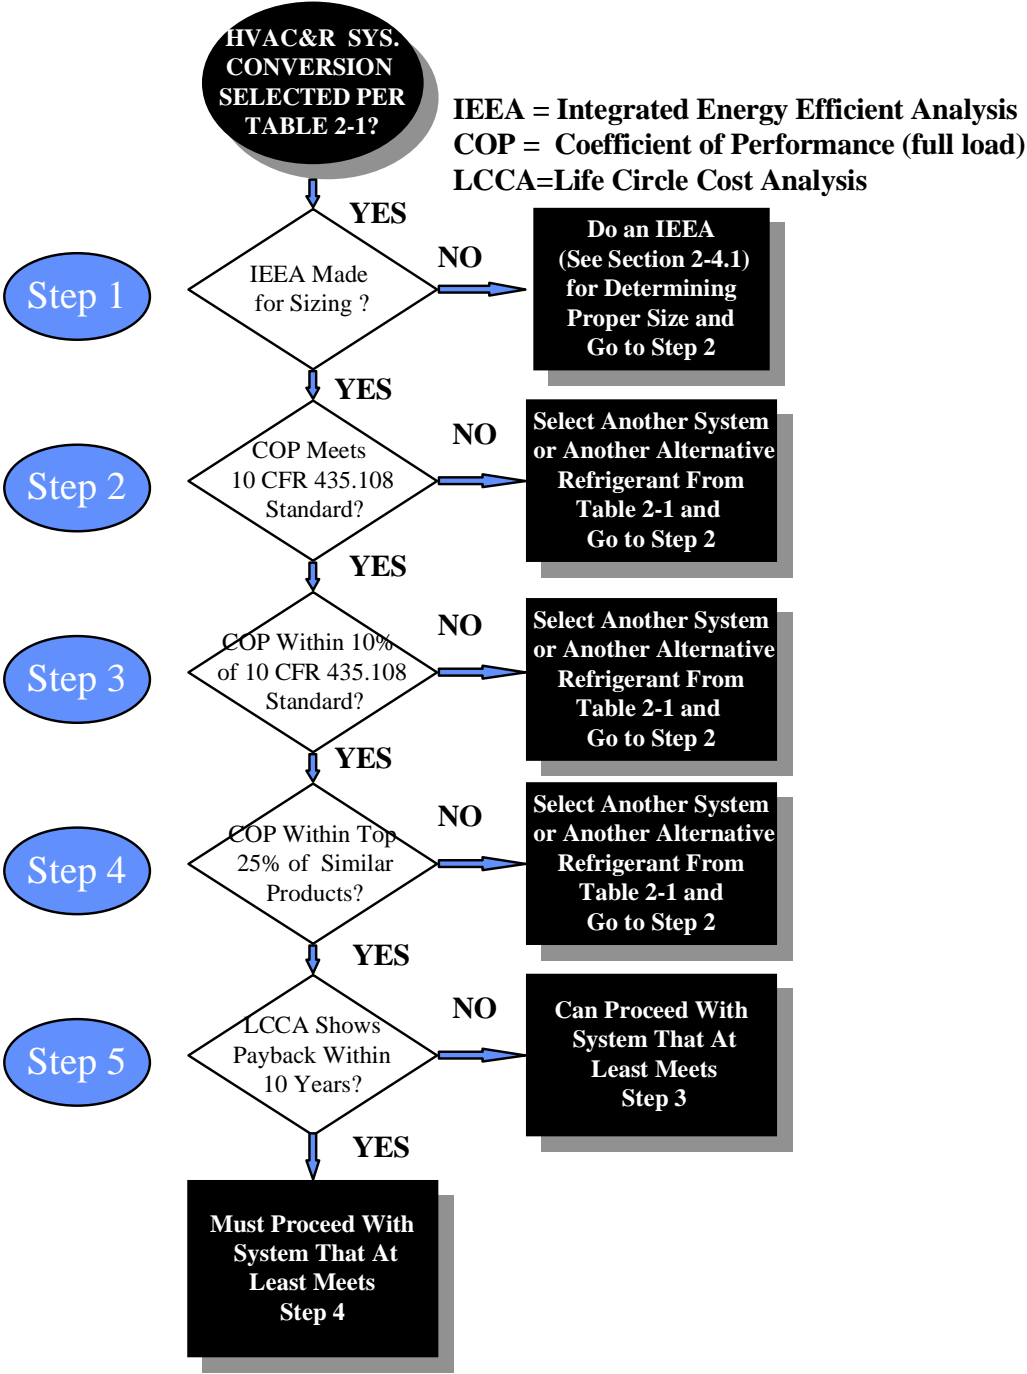 HVAC&R SYS.
CONVERSION
SELECTED PER
TABLE 2-1?
IEEA = Integrated Energy Efficient Analysis
COP = Coefficient of Performance (full load)
LCCA=Life Circle Cost Analysis
YES
Step 1
IEEA Made
for Sizing ?
NO
Do an IEEA
(See Section 2-4.1)
for Determining
Proper Size and
Go to Step 2
YES
Step 2
COP Meets
10 CFR 435.108
Standard?
NO
Select Another System
or Another Alternative
Refrigerant From
Table 2-1 and
Go to Step 2
YES
Step 3
COP Within 10%
of 10 CFR 435.108
Standard?
NO
Select Another System
or Another Alternative
Refrigerant From
Table 2-1 and
Go to Step 2
YES
Step 4
COP Within Top
25% of Similar
Products?
NO
Select Another System
or Another Alternative
Refrigerant From
Table 2-1 and
Go to Step 2
YES
Step 5
LCCA Shows
Payback Within
10 Years?
NO
Can Proceed With
System That At
Least Meets
Step 3
YES
Must Proceed With
System That At
Least Meets
Step 4